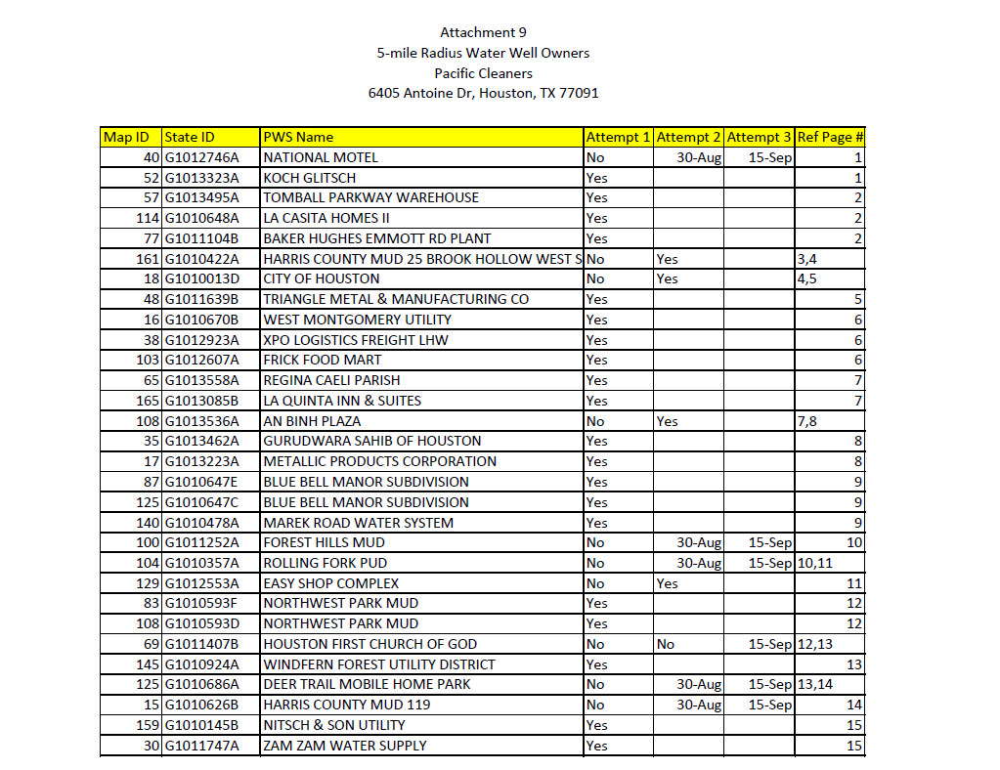 Attachment 9
5-mile Radius Water Well Owners
Pacific Cleaners
6405 Antoine Dr, Houston, TX 77091
Map ID State ID PWS Name Attempt 1 Attempt 2 Attempt 3 Ref Page #
40 G1012746A NATIONAL MOTEL No 30-Aug 15-Sep 1
52 G1013323A KOCH GLITSCH Yes 1
57 G1013495A TOMBALL PARKWAY WAREHOUSE Yes 2
114 G1010648A LA CASITA HOMES II Yes 2
77 G1011104B BAKER HUGHES EMMOTT RD PLANT Yes 2
161 G1010422A HARRIS COUNTY MUD 25 BROOK HOLLOW WEST S No Yes 3,4
18 G1010013D CITY OF HOUSTON No Yes 4,5
48 G1011639B TRIANGLE METAL & MANUFACTURING CO Yes 5
16 G1010670B WEST MONTGOMERY UTILITY Yes 6
38 G1012923A XPO LOGISTICS FREIGHT LHW Yes 6
103 G1012607A FRICK FOOD MART Yes 6
65 G1013558A REGINA CAELI PARISH Yes 7
165 G1013085B LA QUINTA INN & SUITES Yes 7
108 G1013536A AN BINH PLAZA No Yes 7,8
35 G1013462A GURUDWARA SAHIB OF HOUSTON Yes 8
17 G1013223A METALLIC PRODUCTS CORPORATION Yes 8
87 G1010647E BLUE BELL MANOR SUBDIVISION Yes 9
125 G1010647C BLUE BELL MANOR SUBDIVISION Yes 9
140 G1010478A MAREK ROAD WATER SYSTEM Yes 9
100 G1011252A FOREST HILLS MUD No 30-Aug 15-Sep 10
104 G1010357A ROLLING FORK PUD No 30-Aug 15-Sep 10,11
129 G1012553A EASY SHOP COMPLEX No Yes 11
83 G1010593F NORTHWEST PARK MUD Yes 12
108 G1010593D NORTHWEST PARK MUD Yes 12
69 G1011407B HOUSTON FIRST CHURCH OF GOD No No 15-Sep 12,13
145 G1010924A WINDFERN FOREST UTILITY DISTRICT Yes 13
125 G1010686A DEER TRAIL MOBILE HOME PARK No 30-Aug 15-Sep 13,14
15 G1010626B HARRIS COUNTY MUD 119 No 30-Aug 15-Sep 14
159 G1010145B NITSCH & SON UTILITY Yes 15
30 G1011747A ZAM ZAM WATER SUPPLY Yes 15